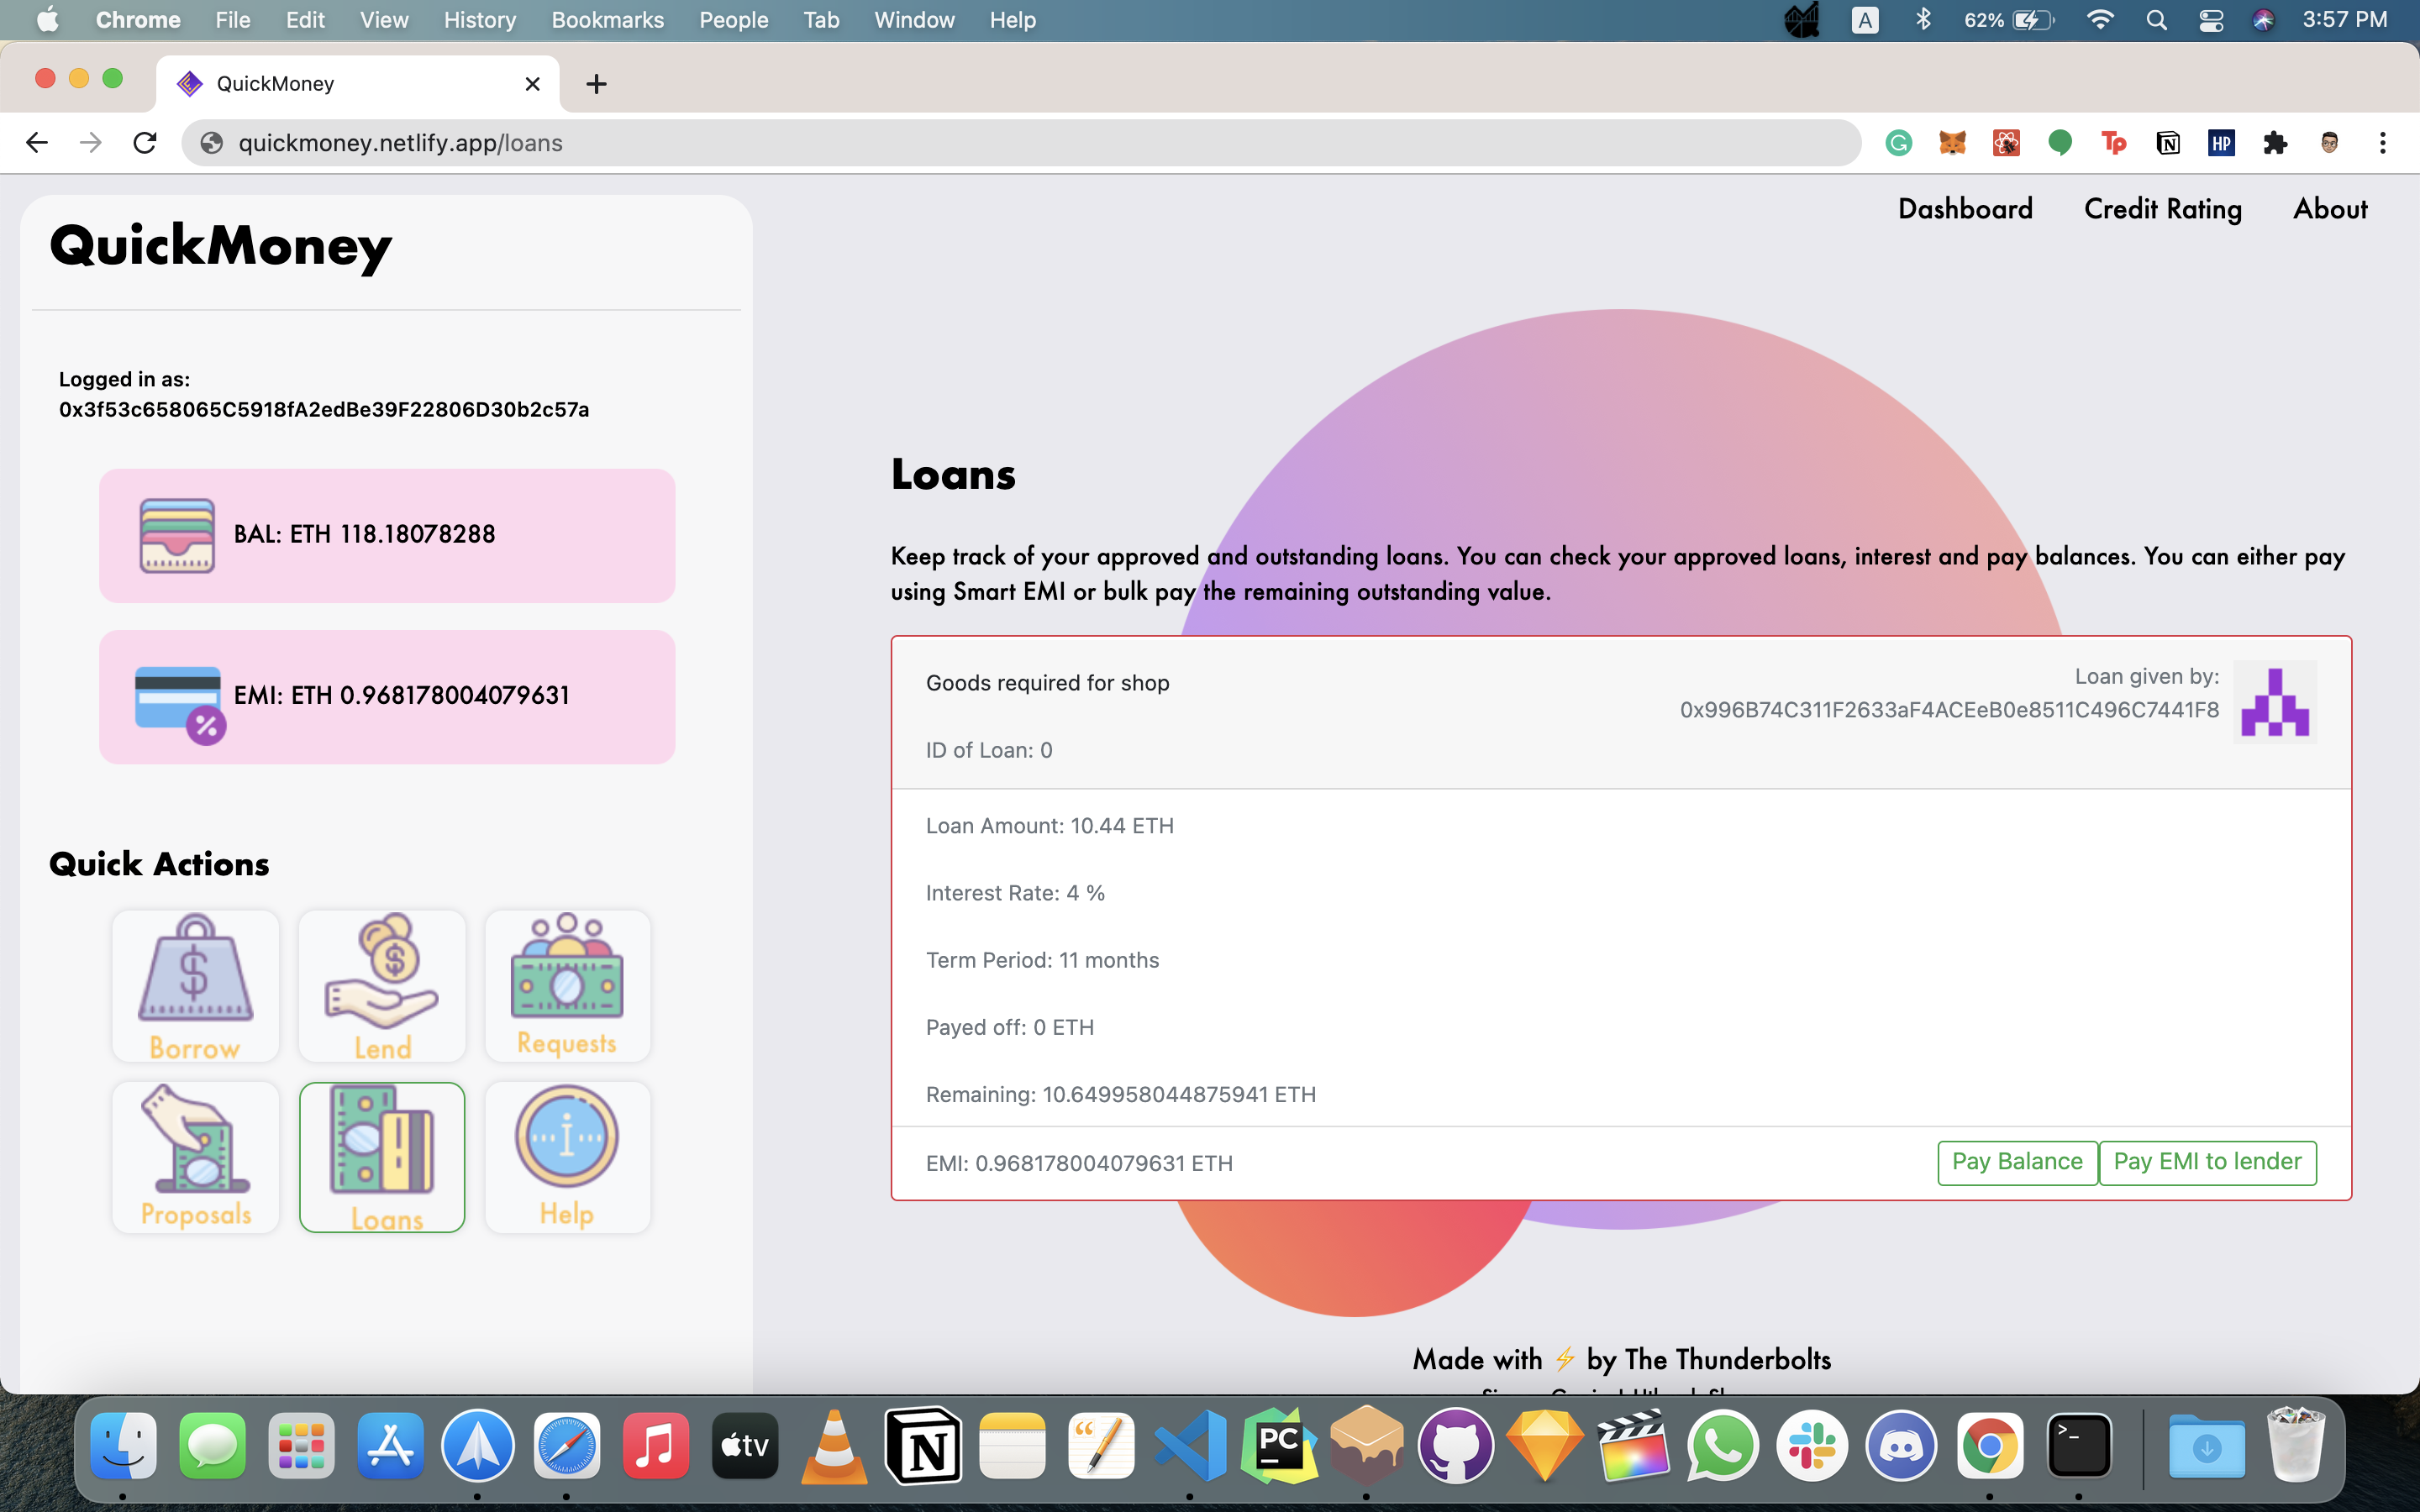 Chrome File Edit View History Bookmarks People Tab Window Help
A 62% 3:57 PM
QuickMoney
quickmoney.netlify.app/loans
G Tp N HP
QuickMoney
Dashboard Credit Rating About
Logged in as:
0x3f53c658065C5918fA2edBe39F22806D30b2c57a
BAL: ETH 118.18078288
EMI: ETH 0.968178004079631
%
Quick Actions
$ Borrow
$ Lend
Requests
Proposals
Loans
i Help
Loans
Keep track of your approved and outstanding loans. You can check your approved loans, interest and pay balances. You can either pay
using Smart EMI or bulk pay the remaining outstanding value.
Goods required for shop
Loan given by:
0x996B74C311F2633aF4ACEeB0e8511C496C7441F8
ID of Loan: 0
Loan Amount: 10.44 ETH
Interest Rate: 4 %
Term Period: 11 months
Payed off: 0 ETH
Remaining: 10.649958044875941 ETH
EMI: 0.968178004079631 ETH
Pay Balance Pay EMI to lender
Made with ⚡ by The Thunderbolts
tv N PC >_